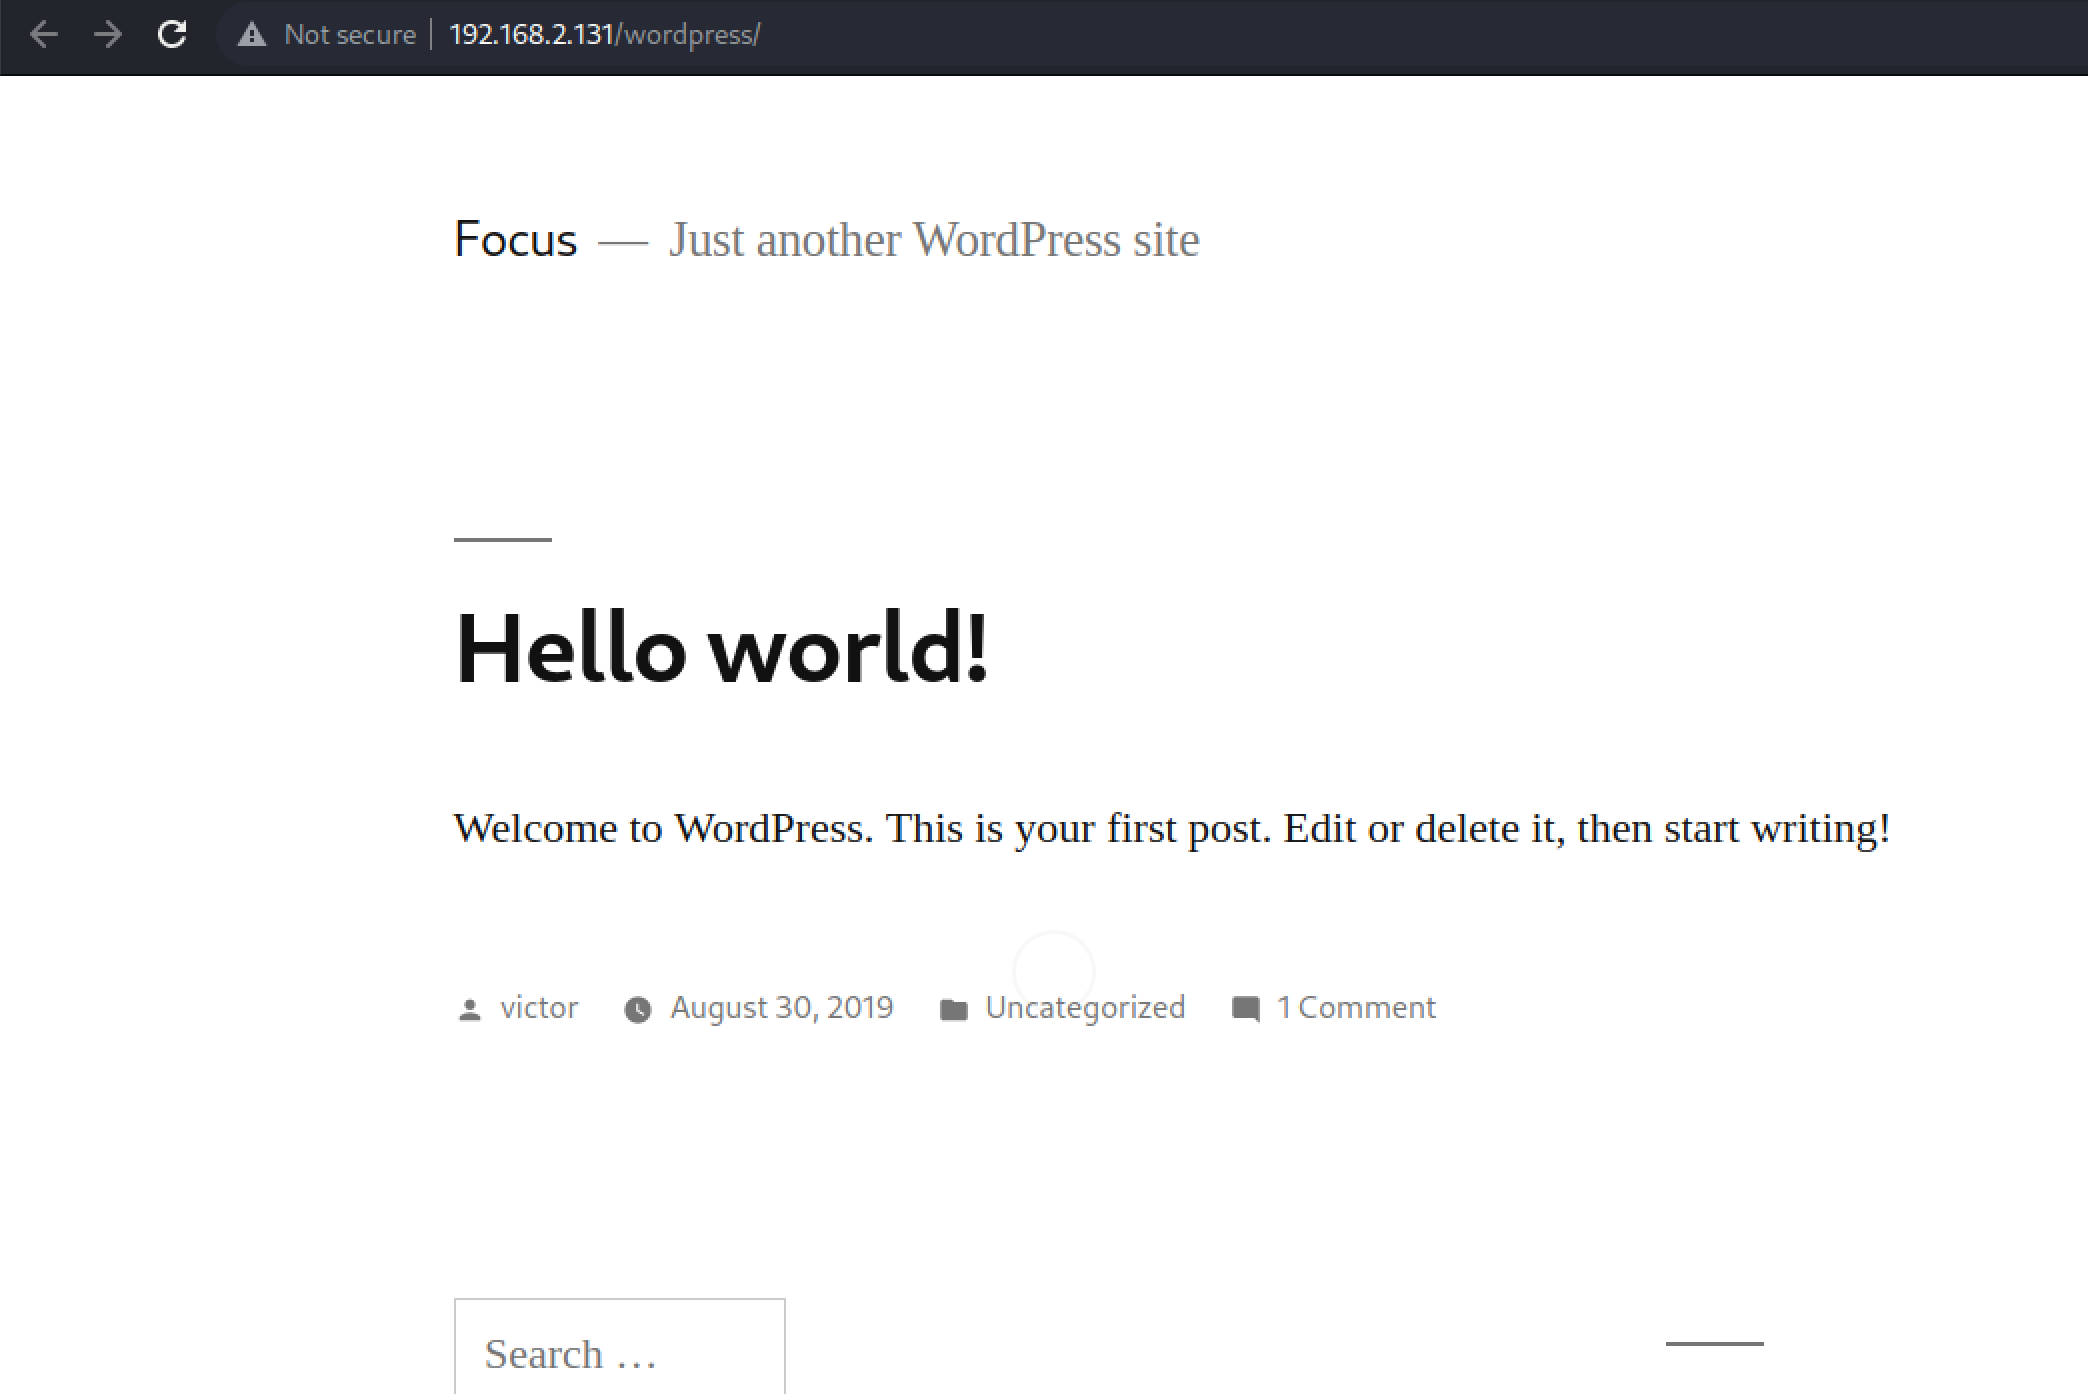 Not secure | 192.168.2.131/wordpress/
Focus — Just another WordPress site
Hello world!
Welcome to WordPress. This is your first post. Edit or delete it, then start writing!
victor August 30, 2019 Uncategorized 1 Comment
Search …